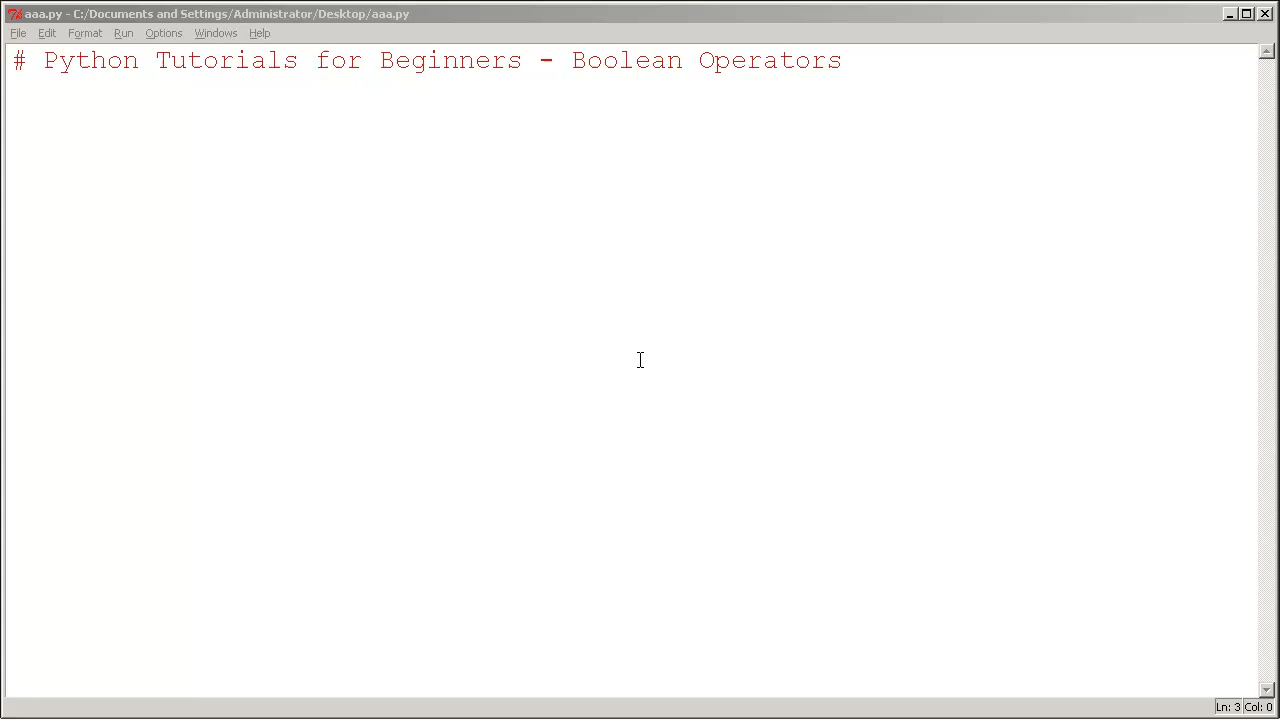 aaa.py - C:/Documents and Settings/Administrator/Desktop/aaa.py
File Edit Format Run Options Windows Help
# Python Tutorials for Beginners - Boolean Operators
Ln: 3 Col: 0